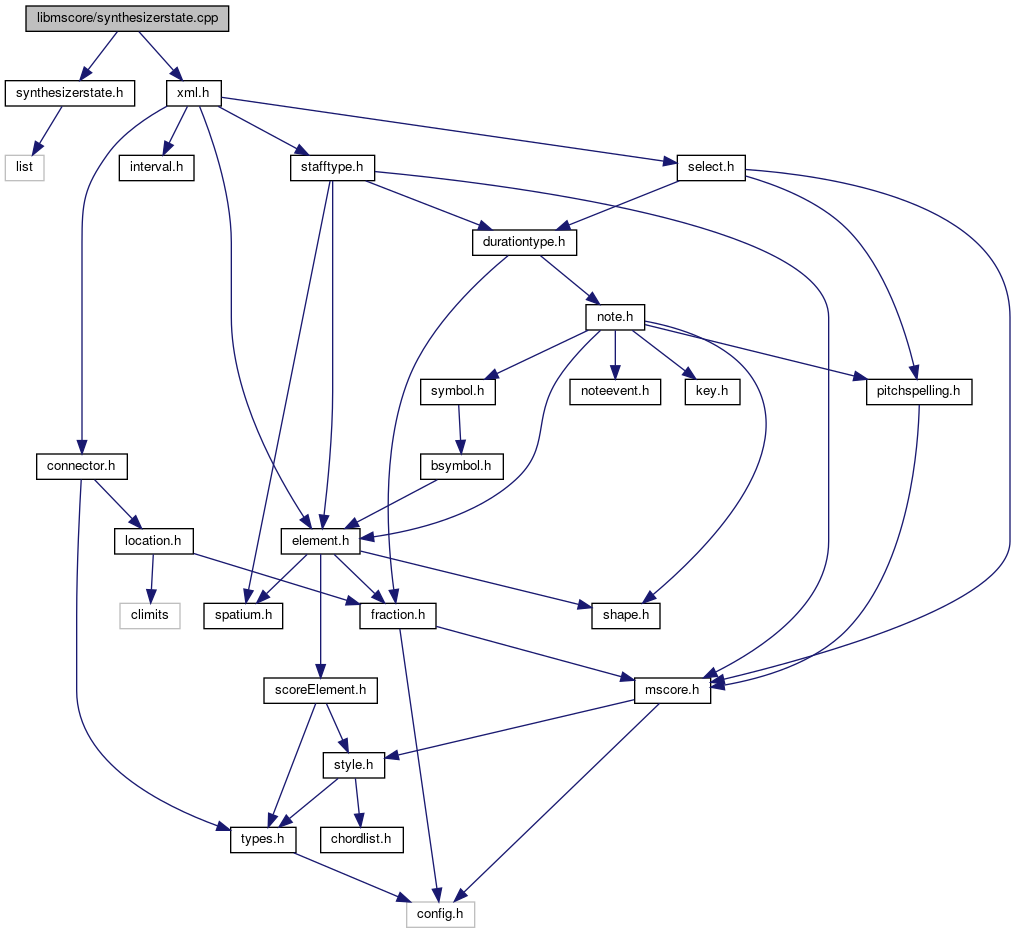 libmscore/synthesizerstate.cpp
synthesizerstate.h
xml.h
list
interval.h
stafftype.h
select.h
durationtype.h
note.h
symbol.h
noteevent.h
key.h
pitchspelling.h
connector.h
bsymbol.h
location.h
element.h
climits
spatium.h
fraction.h
shape.h
scoreElement.h
mscore.h
style.h
types.h
chordlist.h
config.h